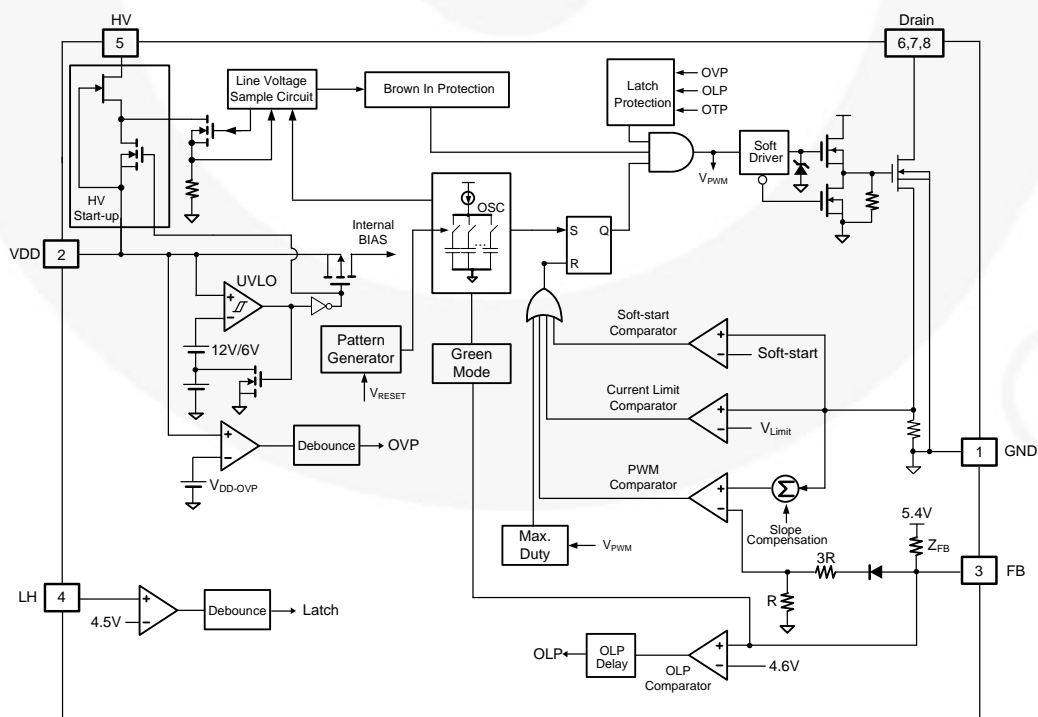 HV
5
Drain
6,7,8
Line Voltage
Sample Circuit
Brown In Protection
Latch
Protection
OVP
OLP
OTP
Soft
Driver
V_PWM
HV
Start-up
OSC
Internal
BIAS
S
Q
R
VDD
2
UVLO
+
−
12V/6V
Pattern
Generator
V_RESET
Green
Mode
Soft-start
Comparator
+
−
Soft-start
Current Limit
Comparator
+
−
V_Limit
1
GND
+
−
Debounce
OVP
V_DD-OVP
PWM
Comparator
+
−
Σ
Slope
Compensation
5.4V
Z_FB
Max.
Duty
V_PWM
3R
3
FB
R
LH
4
+
4.5V
−
Debounce
Latch
OLP
OLP
Delay
OLP
Comparator
+
−
4.6V